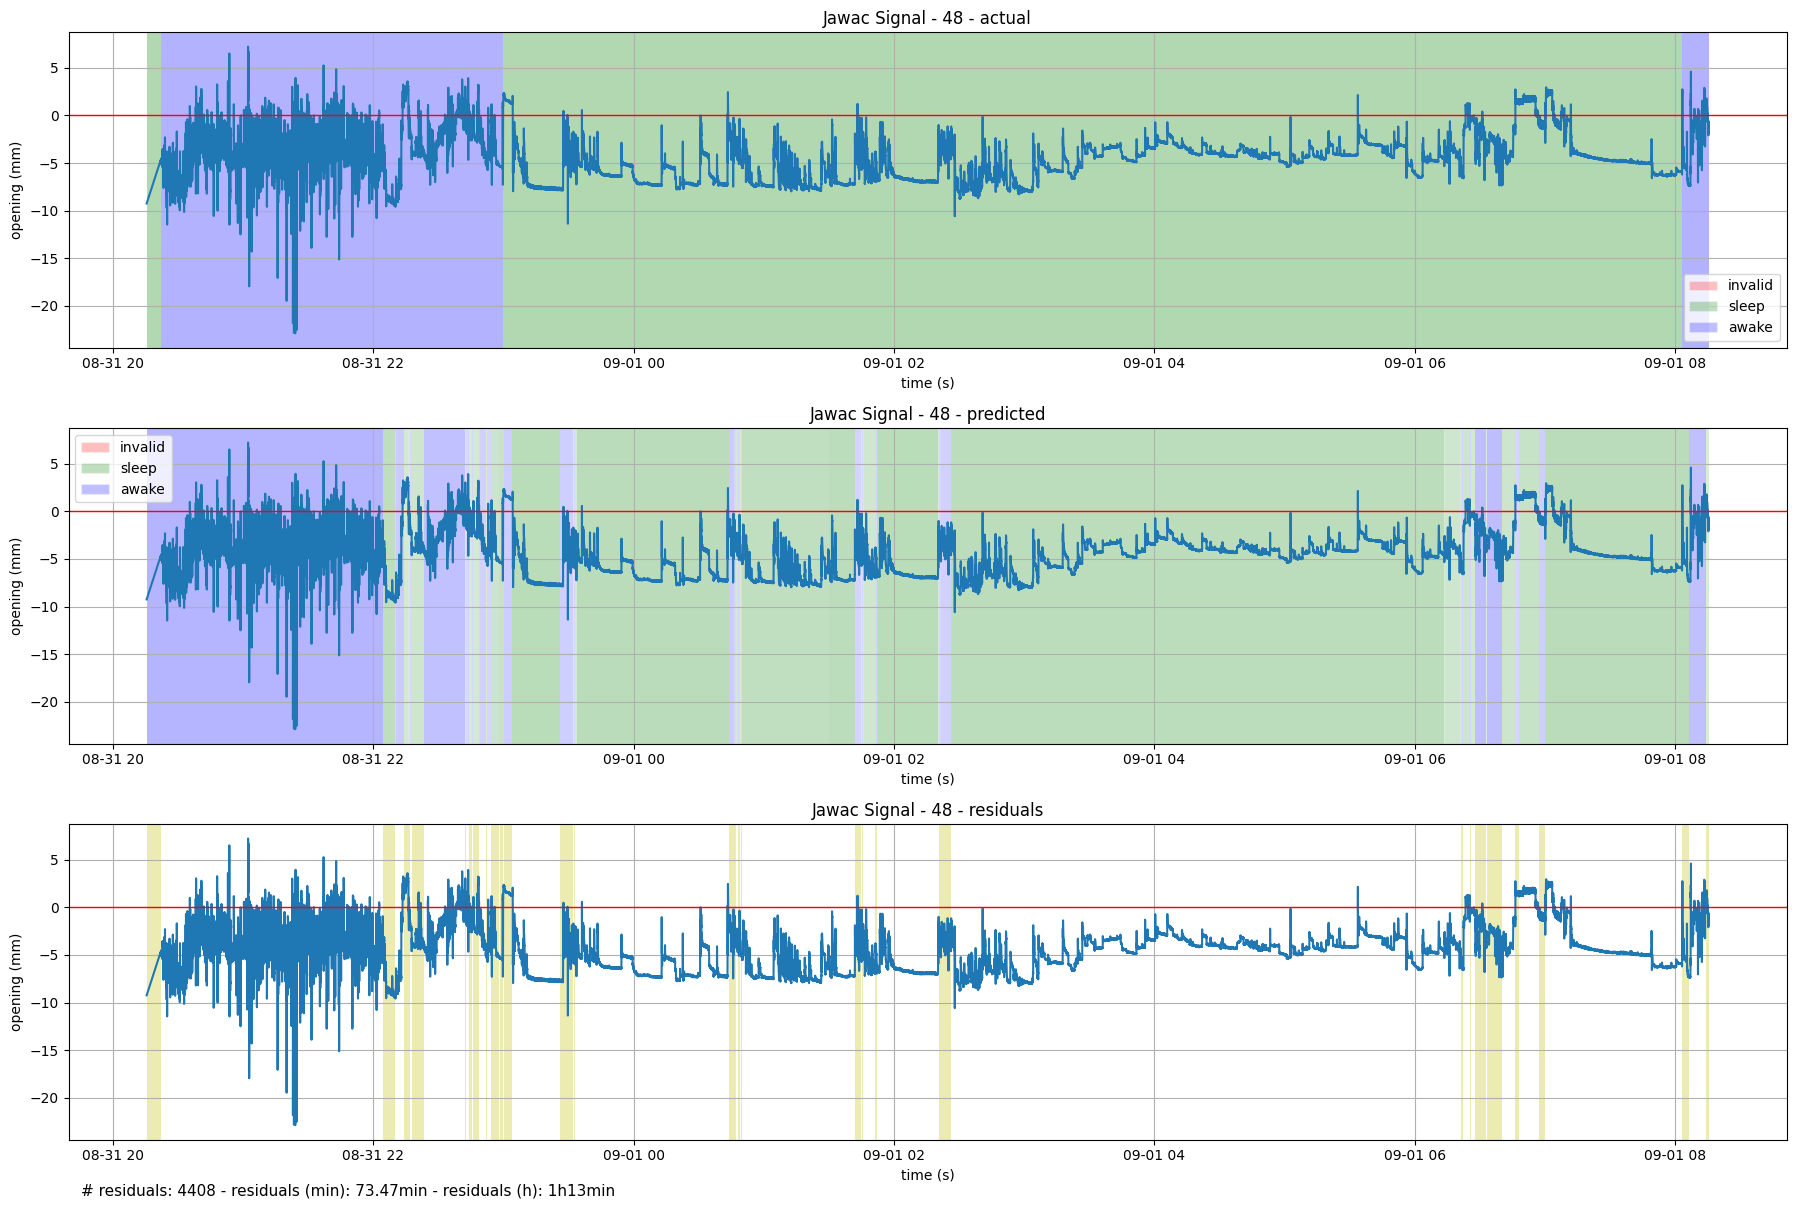 Jawac Signal - 48 - actual
5
0
−5
−10
−15
−20
opening (mm)
invalid
sleep
awake
08-31 20
08-31 22
09-01 00
09-01 02
09-01 04
09-01 06
09-01 08
time (s)
Jawac Signal - 48 - predicted
invalid
sleep
awake
5
0
−5
−10
−15
−20
opening (mm)
08-31 20
08-31 22
09-01 00
09-01 02
09-01 04
09-01 06
09-01 08
time (s)
Jawac Signal - 48 - residuals
5
0
−5
−10
−15
−20
opening (mm)
08-31 20
08-31 22
09-01 00
09-01 02
09-01 04
09-01 06
09-01 08
time (s)
# residuals: 4408 - residuals (min): 73.47min - residuals (h): 1h13min